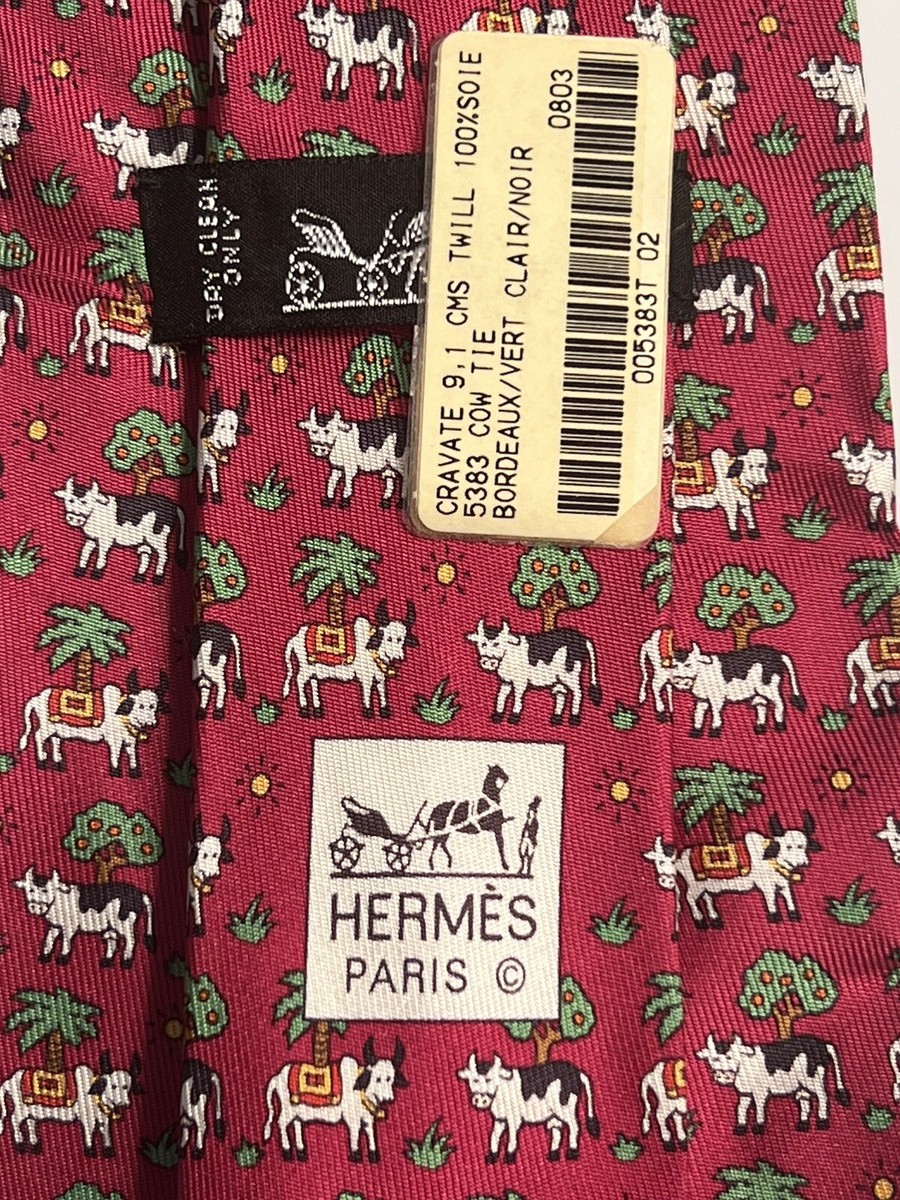 DRY CLEAN
ONLY
CRAVATE 9,1 CMS TWILL 100%SOIE
5383 COW TIE
BORDEAUX/VERT CLAIR/NOIR
0803
005383T 02
HERMÈS
PARIS ©